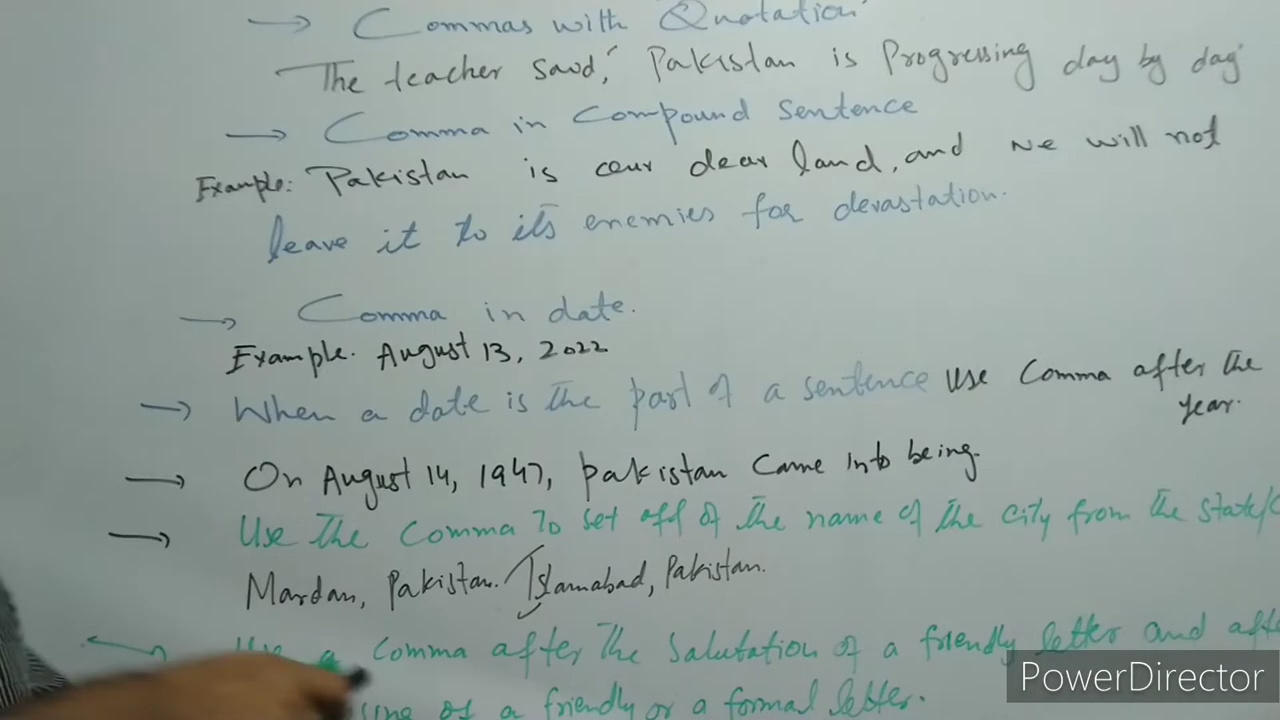 → Commas with Quotation
The teacher said, " Pakistan is Progressing day by day"
→ Comma in Compound Sentence
Example: Pakistan is our dear land, and we will not
leave it to its enemies for devastation.
→ Comma in date.
Example. August 13, 2022
→ When a date is the part of a sentence use Comma after the
year.
→ On August 14, 1947, Pakistan Came into being.
→ Use the Comma To set off of the name of the city from the state/
Mardan, Pakistan. / Islamabad, Pakistan.
Use a Comma after the Salutation of a friendly letter and
of a friendly or a formal letter.
PowerDirector